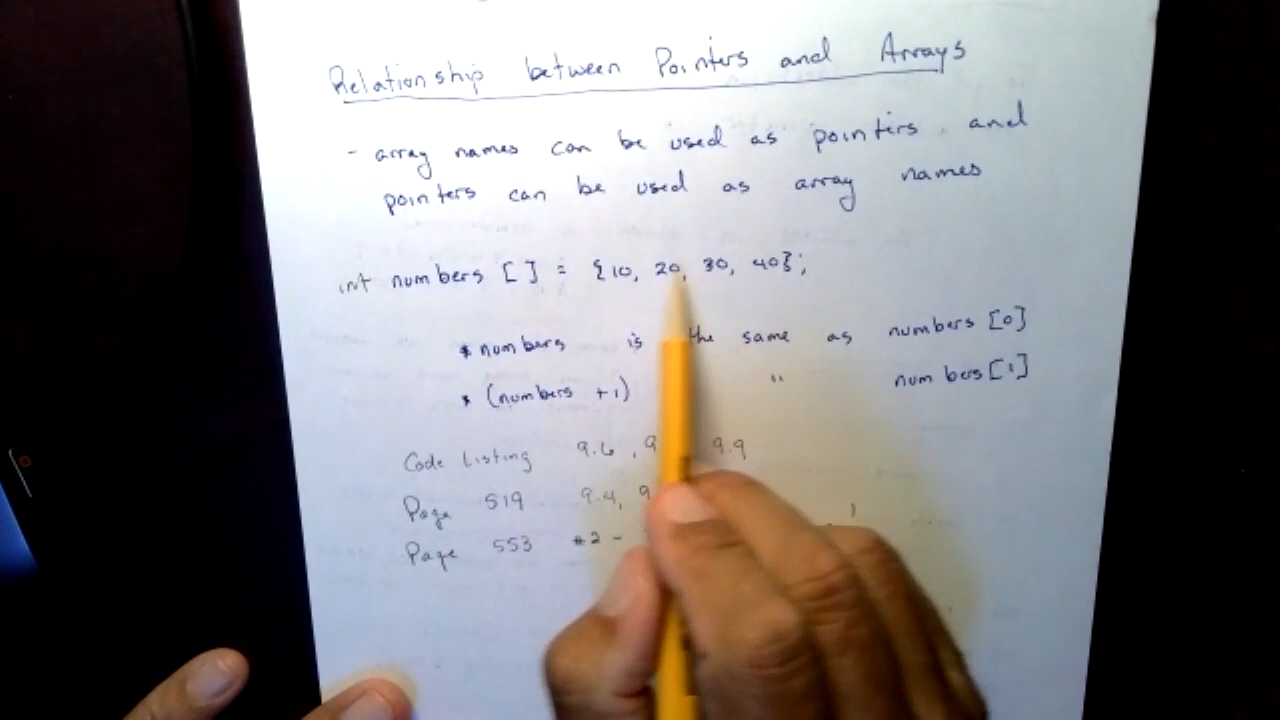 Relationship between Pointers and Arrays
- array names can be used as pointers and
pointers can be used as array names
int numbers [ ] = {10, 20, 30, 40};
*numbers is the same as numbers [0]
* (numbers +1) " numbers [1]
Code Listing 9.6, 9 9.9
Page 519 9.4, 9
Page 553 #2 -